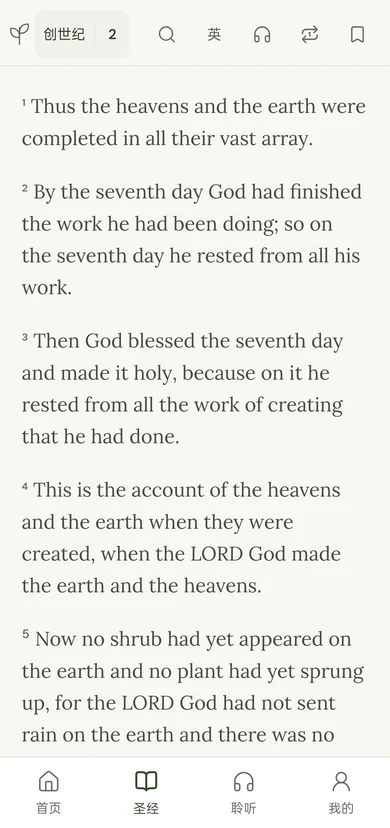 创世纪 2 英
¹ Thus the heavens and the earth were
completed in all their vast array.
² By the seventh day God had finished
the work he had been doing; so on
the seventh day he rested from all his
work.
³ Then God blessed the seventh day
and made it holy, because on it he
rested from all the work of creating
that he had done.
⁴ This is the account of the heavens
and the earth when they were
created, when the LORD God made
the earth and the heavens.
⁵ Now no shrub had yet appeared on
the earth and no plant had yet sprung
up, for the LORD God had not sent
rain on the earth and there was no
首页 圣经 聆听 我的